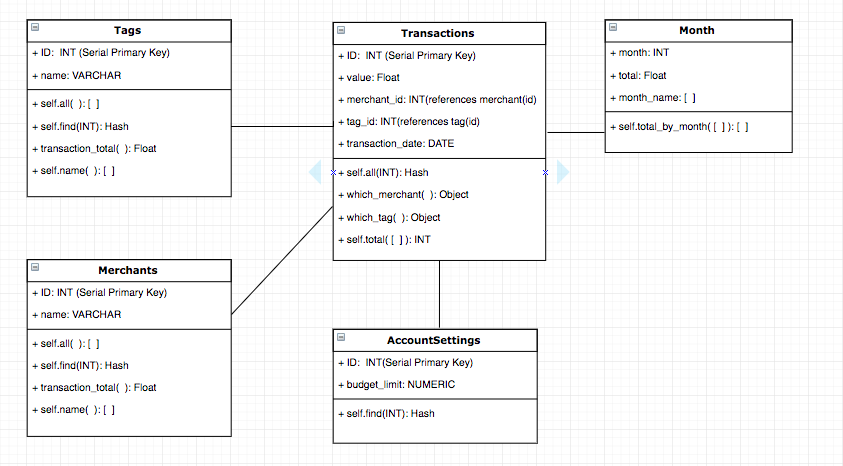 Tags
+ ID:  INT (Serial Primary Key)
+ name: VARCHAR
+ self.all(  ): [  ]
+ self.find(INT): Hash
+ transaction_total(  ): Float
+ self.name(  ): [  ]
Transactions
+ ID:  INT (Serial Primary Key)
+ value: Float
+ merchant_id: INT(references merchant(id)
+ tag_id: INT(references tag(id)
+ transaction_date: DATE
+ self.all(INT): Hash
+ which_merchant(  ): Object
+ which_tag(  ): Object
+ self.total( [  ] ): INT
Month
+ month: INT
+ total: Float
+ month_name: [  ]
+ self.total_by_month( [  ] ): [  ]
Merchants
+ ID: INT (Serial Primary Key)
+ name: VARCHAR
+ self.all(  ): [  ]
+ self.find(INT): Hash
+ transaction_total(  ): Float
+ self.name(  ): [  ]
AccountSettings
+ ID:  INT(Serial Primary Key)
+ budget_limit: NUMERIC
+ self.find(INT): Hash